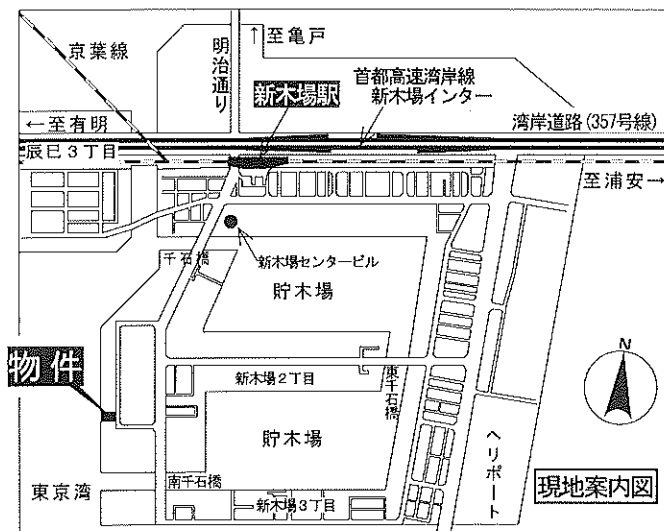 京葉線
明治通り
↑至亀戸
新木場駅
首都高速湾岸線
新木場インター
←至有明
湾岸道路(357号線)
辰巳3丁目
至浦安→
千石橋
新木場センタービル
貯木場
物件
新木場2丁目
東千石橋
N
貯木場
ヘリポート
東京湾
南千石橋
新木場3丁目
現地案内図